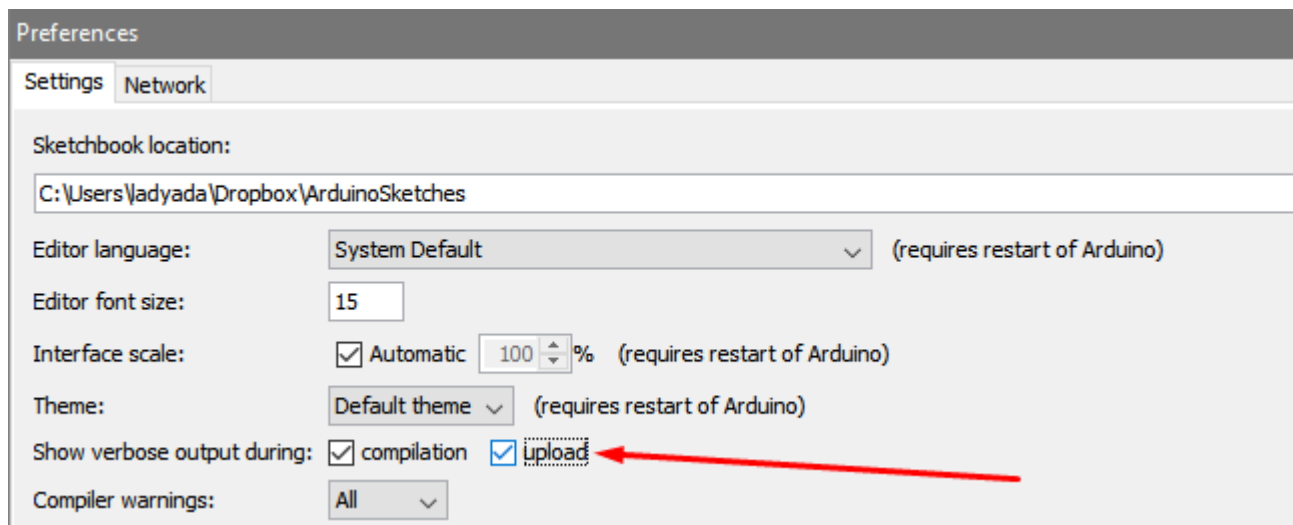 Preferences
Settings Network
Sketchbook location:
C:\Users\ladyada\Dropbox\ArduinoSketches
Editor language: System Default (requires restart of Arduino)
Editor font size: 15
Interface scale: Automatic 100 % (requires restart of Arduino)
Theme: Default theme (requires restart of Arduino)
Show verbose output during: compilation upload
Compiler warnings: All